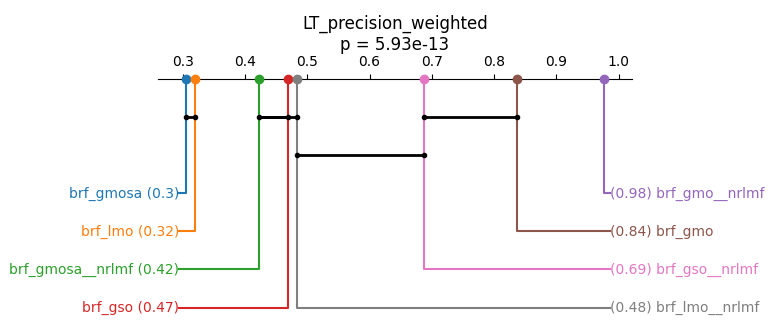 LT_precision_weighted
p = 5.93e-13
0.3 0.4 0.5 0.6 0.7 0.8 0.9 1.0
brf_gmosa (0.3) (0.98) brf_gmo__nrlmf
brf_lmo (0.32) (0.84) brf_gmo
brf_gmosa__nrlmf (0.42) (0.69) brf_gso__nrlmf
brf_gso (0.47) (0.48) brf_lmo__nrlmf